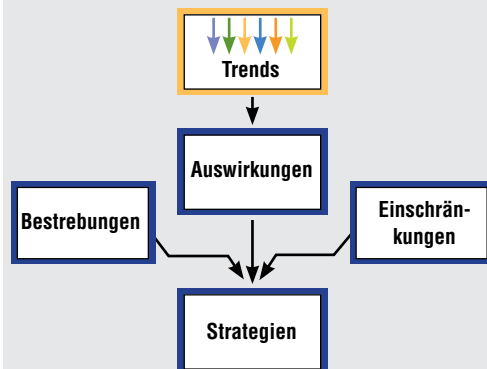 Trends
Auswirkungen
Bestrebungen
Einschrän-
kungen
Strategien